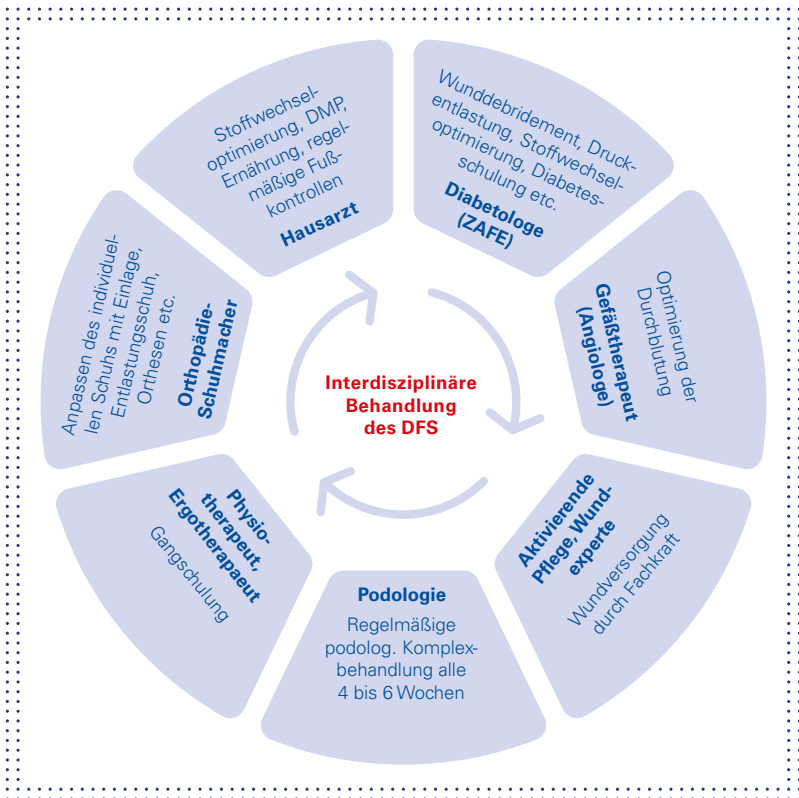 Stoffwechsel-
optimierung, DMP,
Ernährung, regel-
mäßige Fuß-
kontrollen
Hausarzt
Wunddebridement, Druck-
entlastung, Stoffwechsel-
optimierung, Diabetes-
schulung etc.
Diabetologe
(ZAFE)
Optimierung der
Durchblutung
Gefäßtherapeut
(Angiologe)
Aktivierende
Pflege, Wund-
experte
Wundversorgung
durch Fachkraft
Podologie
Regelmäßige
podolog. Komplex-
behandlung alle
4 bis 6 Wochen
Physio-
therapeut,
Ergotherapaeut
Gangschulung
Anpassen des individuel-
len Schuhs mit Einlage,
Entlastungsschuh,
Orthesen etc.
Orthopädie-
Schuhmacher
Interdisziplinäre
Behandlung
des DFS